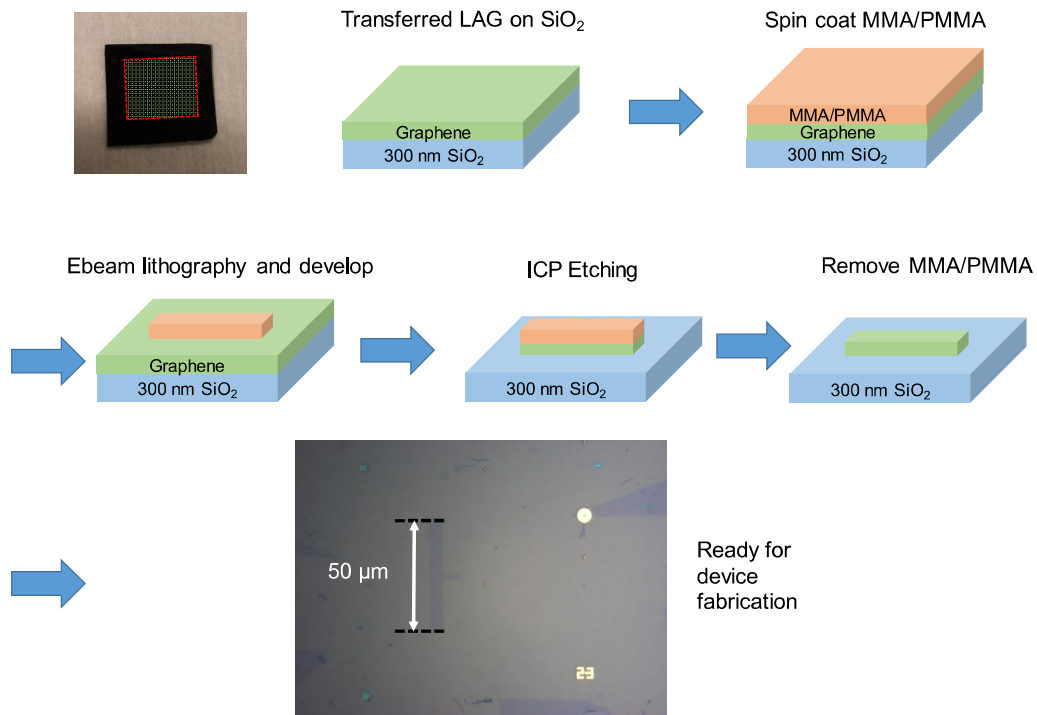 Transferred LAG on SiO₂
Spin coat MMA/PMMA
Graphene
300 nm SiO₂
MMA/PMMA
Graphene
300 nm SiO₂
Ebeam lithography and develop
ICP Etching
Remove MMA/PMMA
Graphene
300 nm SiO₂
300 nm SiO₂
300 nm SiO₂
50 µm
Ready for
device
fabrication
23